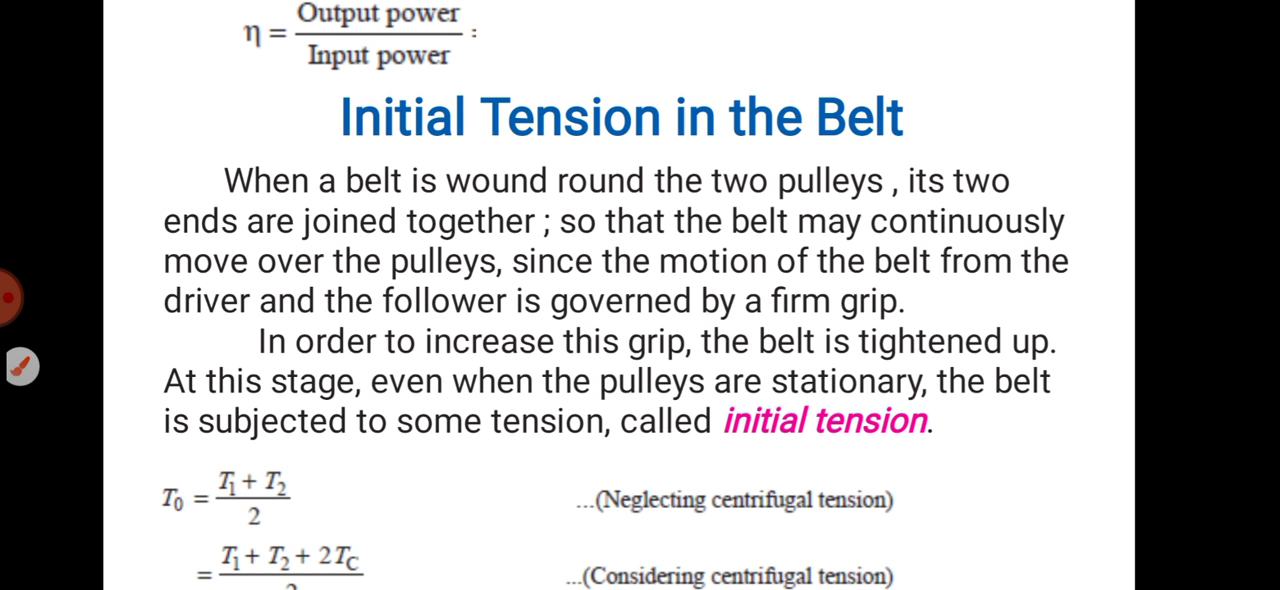 η = Output power / Input power :
Initial Tension in the Belt
When a belt is wound round the two pulleys , its two
ends are joined together ; so that the belt may continuously
move over the pulleys, since the motion of the belt from the
driver and the follower is governed by a firm grip.
In order to increase this grip, the belt is tightened up.
At this stage, even when the pulleys are stationary, the belt
is subjected to some tension, called initial tension.
T₀ = (T₁ + T₂) / 2 ...(Neglecting centrifugal tension)
= (T₁ + T₂ + 2T_C) / ...(Considering centrifugal tension)